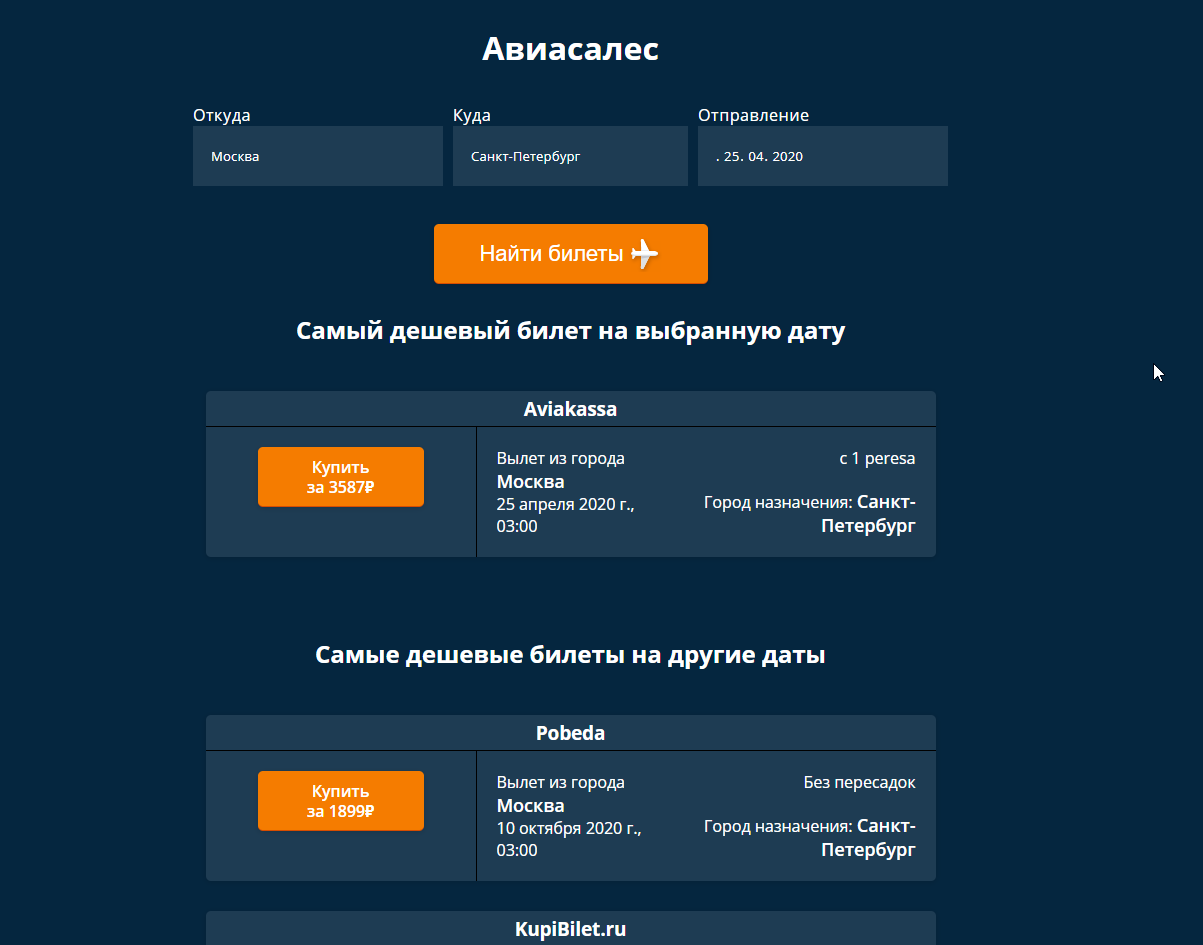 Авиасалес
Откуда
Куда
Отправление
Москва
Санкт-Петербург
. 25. 04. 2020
Найти билеты
Самый дешевый билет на выбранную дату
Aviakassa
Купить
за 3587₽
Вылет из города
Москва
25 апреля 2020 г.,
03:00
с 1 peresa
Город назначения: Санкт-
Петербург
Самые дешевые билеты на другие даты
Pobeda
Купить
за 1899₽
Вылет из города
Москва
10 октября 2020 г.,
03:00
Без пересадок
Город назначения: Санкт-
Петербург
KupiBilet.ru